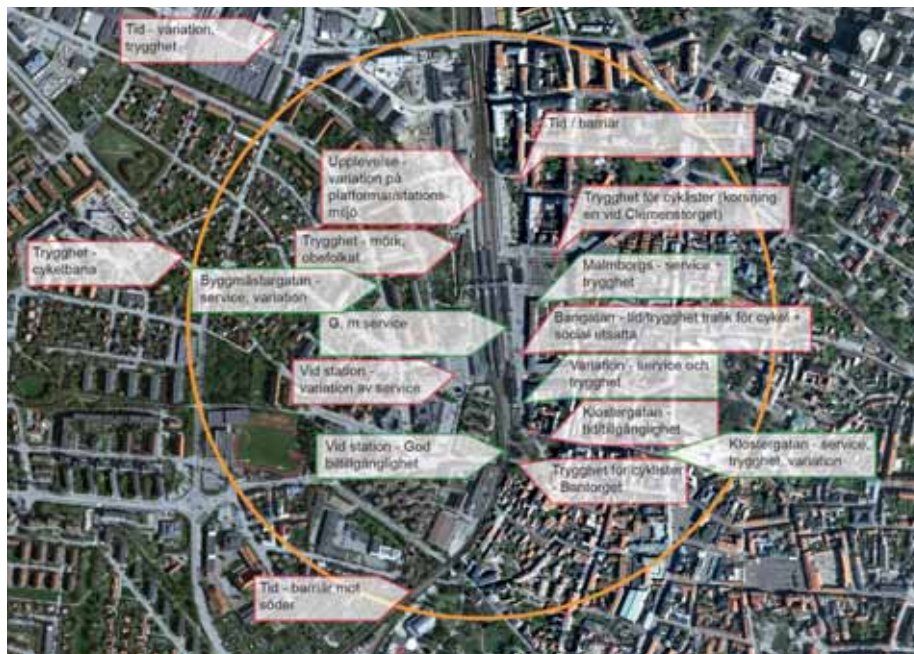 Tid - variation,
trygghet -
Tid / barriär
Upplevelse -
variation på
plattformar/stations-
miljö
Trygghet för cyklister (korsning
en vid Clemenstorget)
Trygghet - mörk,
obefolkat
Trygghet -
cykelbana
Malmborgs - service +
trygghet
Byggmästargatan -
service, variation
G. m service
Bangatan - tid/trygghet trafik för cykel +
social utsatta
Vid station -
variation av service
Variation - service och
trygghet
Klostergatan -
tidtillgänglighet
Vid station - God
biltillgänglighet
Klostergatan - service,
trygghet, variation
Trygghet för cyklister
- Bantorget
Tid - barriär mot
söder